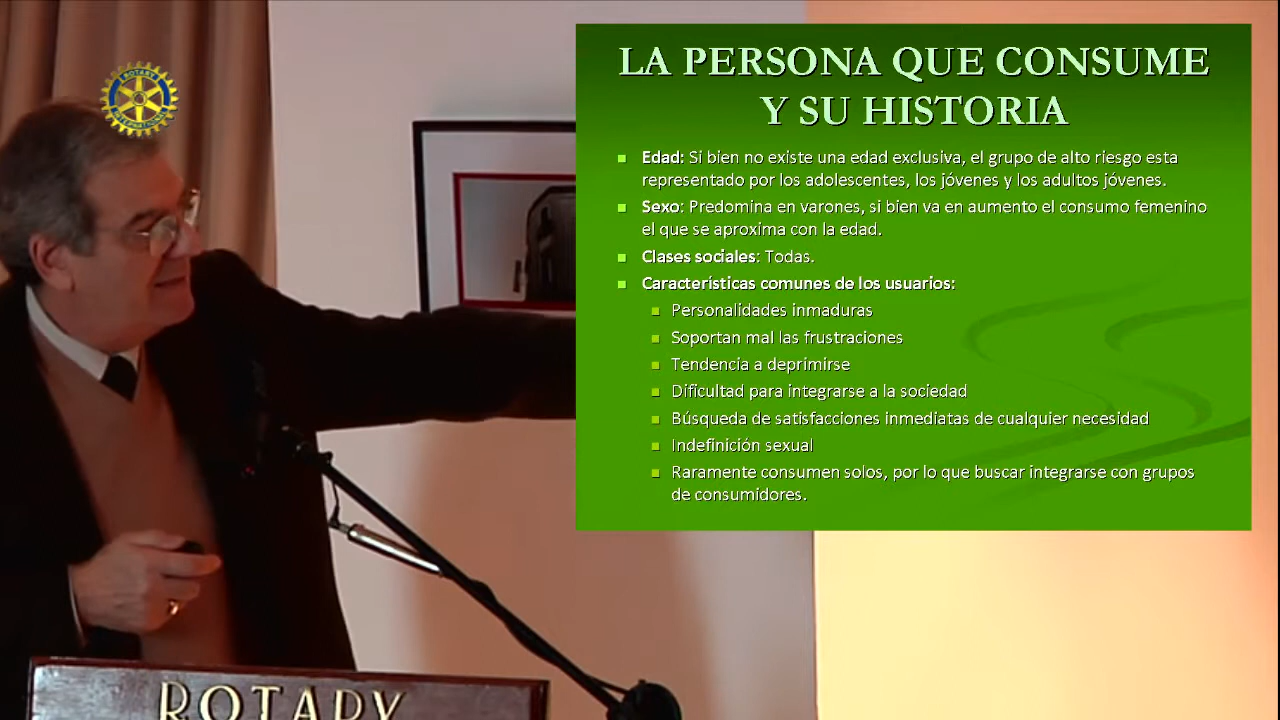 ROTARY
INTERNATIONAL
LA PERSONA QUE CONSUME
Y SU HISTORIA
Edad: Si bien no existe una edad exclusiva, el grupo de alto riesgo esta
representado por los adolescentes, los jóvenes y los adultos jóvenes.
Sexo: Predomina en varones, si bien va en aumento el consumo femenino
el que se aproxima con la edad.
Clases sociales: Todas.
Características comunes de los usuarios:
Personalidades inmaduras
Soportan mal las frustraciones
Tendencia a deprimirse
Dificultad para integrarse a la sociedad
Búsqueda de satisfacciones inmediatas de cualquier necesidad
Indefinición sexual
Raramente consumen solos, por lo que buscar integrarse con grupos
de consumidores.
ROTARY